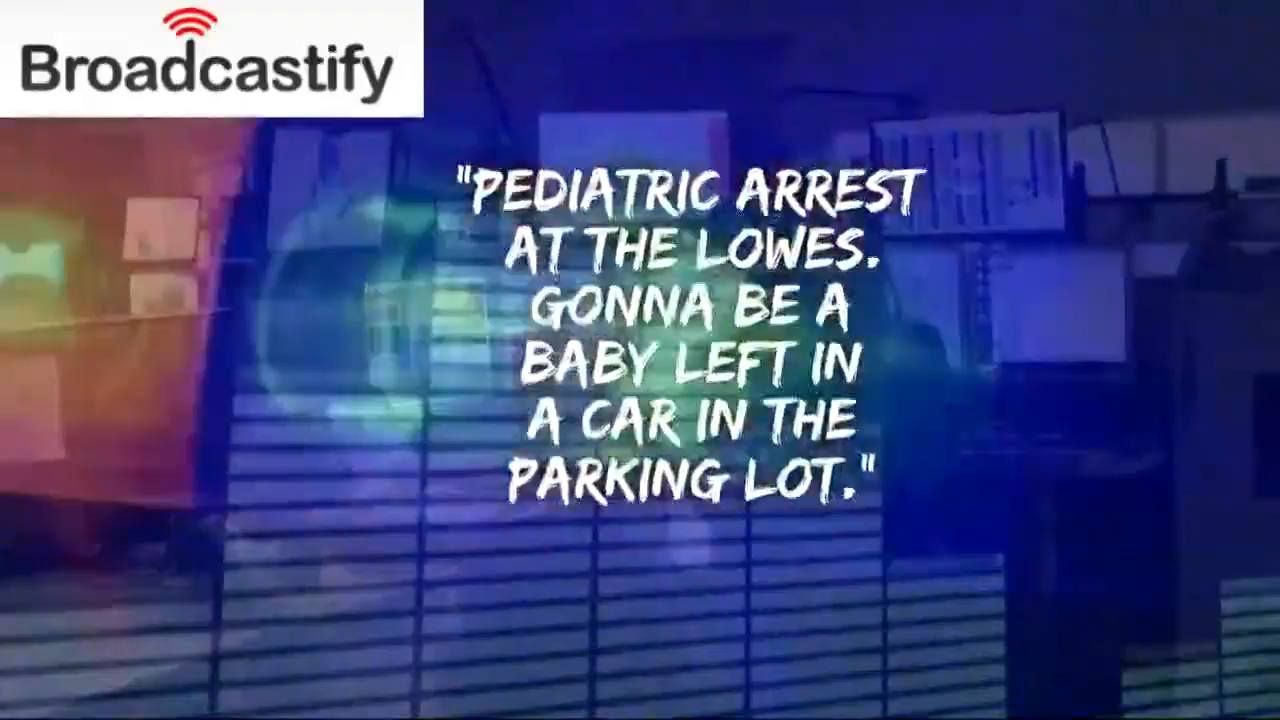 Broadcastify
"PEDIATRIC ARREST
AT THE LOWES.
GONNA BE A
BABY LEFT IN
A CAR IN THE
PARKING LOT."